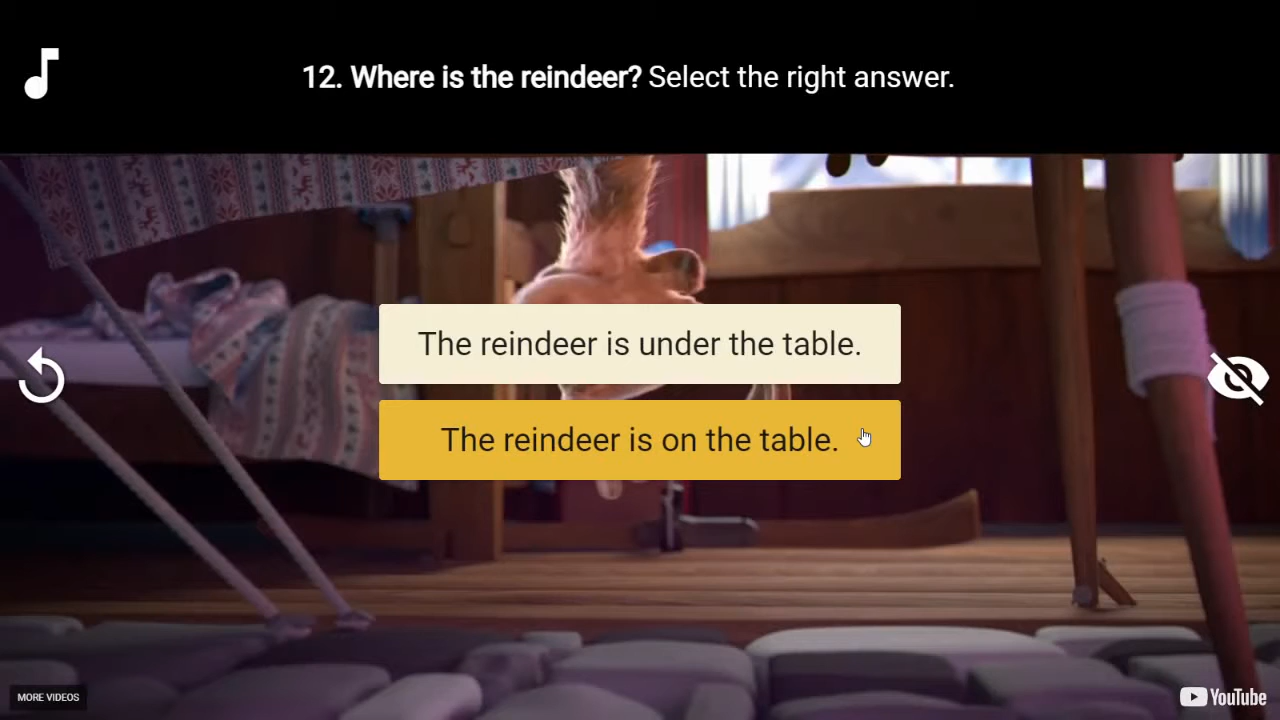 12. Where is the reindeer? Select the right answer.
The reindeer is under the table.
The reindeer is on the table.
MORE VIDEOS
YouTube